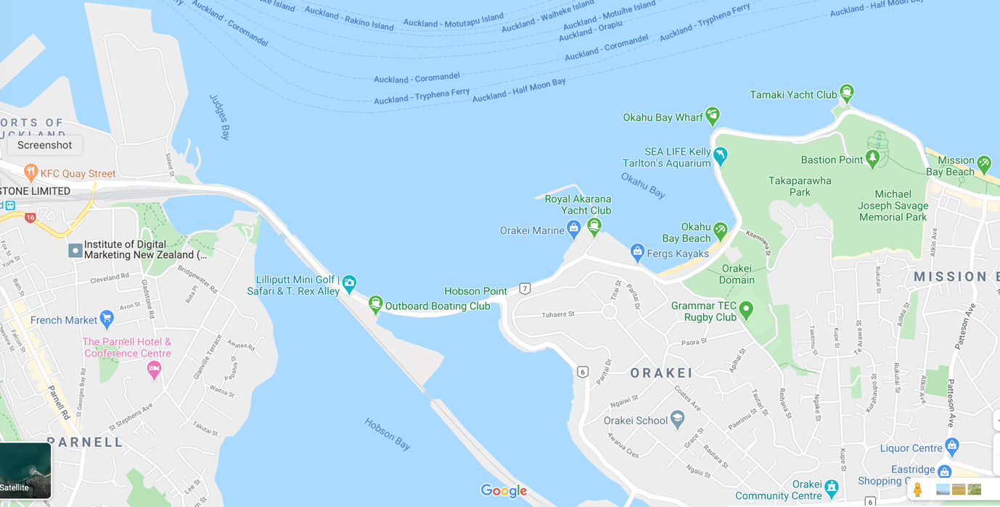 ke Island
Auckland - Rakino Island
Auckland - Motutapu Island
Auckland - Waiheke Island
Auckland - Motuihe Island
Auckland - Orapiu
Auckland - Tryphena Ferry
Auckland - Half Moon Bay
Auckland - Coromandel
Auckland - Coromandel
Auckland - Coromandel
Auckland - Tryphena Ferry
Auckland - Half Moon Bay
Judges Bay
Tamaki Yacht Club
Okahu Bay Wharf
ORTS OF
UCKLAND
Screenshot
SEA LIFE Kelly
Tarlton's Aquarium
Bastion Point
Mission
Bay Beach
Solent St
KFC Quay Street
Okahu Bay
Takaparawha
Park
STONE LIMITED
Michael
Joseph Savage
Memorial Park
Royal Akarana
Yacht Club
d
16
Orakei Marine
Okahu
Bay Beach
Kitemoana St
Atkin Ave
Fox St
Institute of Digital
Marketing New Zealand (...
Fergs Kayaks
York St
Cleveland Rd
Bridgewater Rd
Gladstone Rd
Rota Pl
Lilliputt Mini Golf |
Safari & T. Rex Alley
Orakei
Domain
MISSION B
Rukutai St
Hobson Point
7
Titai St
Paritai Dr
Avon St
Outboard Boating Club
Grammar TEC
Rugby Club
Aotea St
Tuhaere St
French Market
Cheshire St
Falcon St
The Parnell Hotel &
Conference Centre
Awatea Rd
Glanville Terrace
Paora St
Takitimu St
Kupe St
Te Arawa St
Patteson Ave
Papahia St
Apihai St
6
Paritai Dr
ORAKEI
St Georges Bay Rd
Waitoa St
Rukutai St
Kurahaupo St
Atkin Ave
Patteson Ave
Parnell Rd
Ngaiwi St
Coates Ave
Tautari St
Reihana St
Ngake St
St Stephens Ave
Takutai St
Orakei School
Paerimu St
Hobson Bay
Grace St
Awarua Cres
Rautara St
PARNELL
Kupe St
Liquor Centre
Ngaio St
Eastridge
Shopping C
Lee St
Satellite
Google
Orakei
Community Centre
6